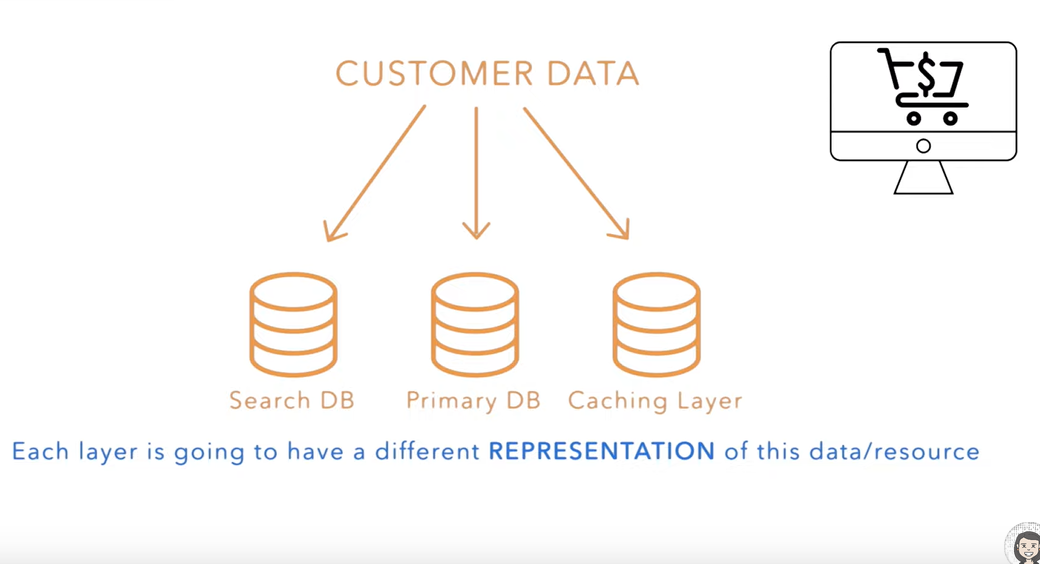 CUSTOMER DATA
$
Search DB
Primary DB
Caching Layer
Each layer is going to have a different REPRESENTATION of this data/resource